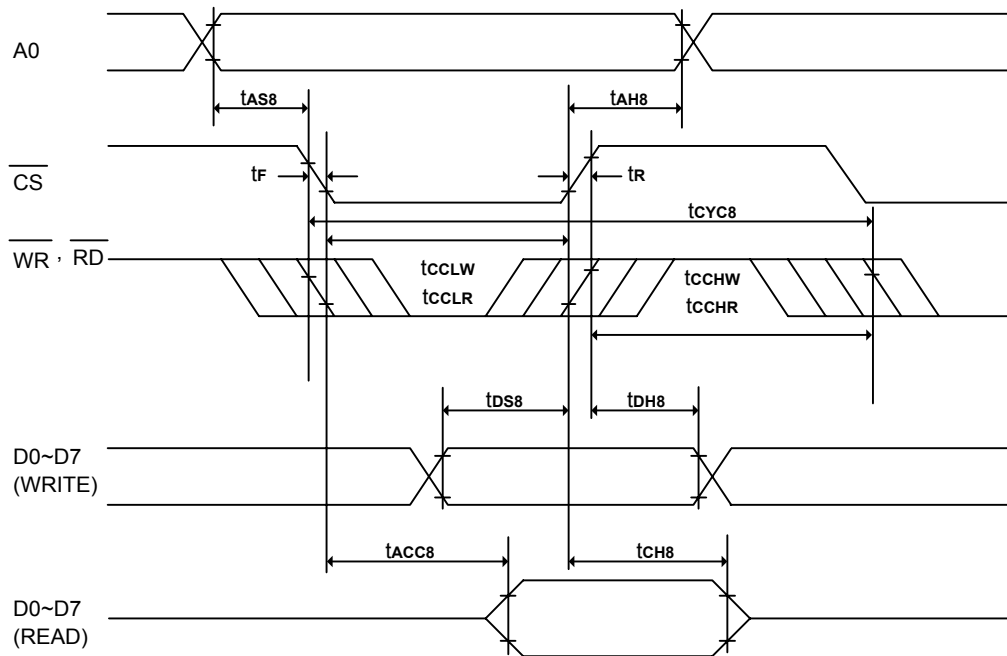 A0
tAS8
tAH8
CS
tF
tR
tCYC8
WR , RD
tCCLW
tCCHW
tCCLR
tCCHR
tDS8
tDH8
D0~D7
(WRITE)
tACC8
tCH8
D0~D7
(READ)